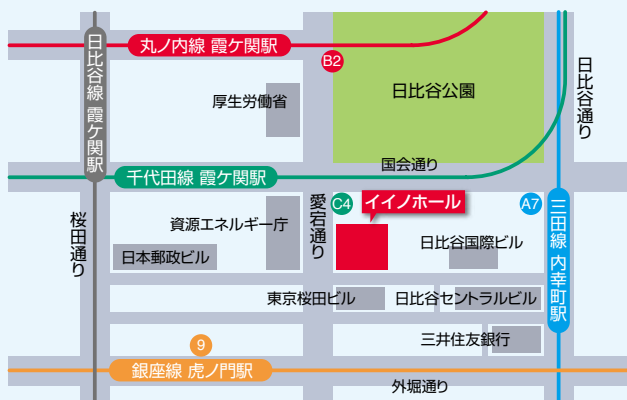 丸ノ内線 霞ケ関駅
B2
日比谷線 霞ケ関駅
厚生労働省
日比谷公園
日比谷通り
国会通り
千代田線 霞ケ関駅
桜田通り
愛宕通り
C4
イイノホール
A7
三田線 内幸町駅
資源エネルギー庁
日本郵政ビル
日比谷国際ビル
東京桜田ビル
日比谷セントラルビル
三井住友銀行
9
銀座線 虎ノ門駅
外堀通り